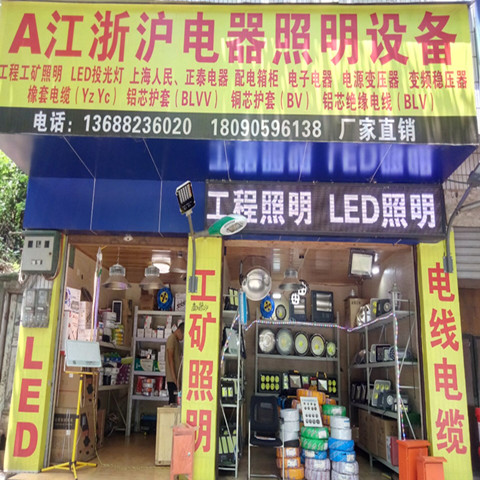 A江浙沪电器照明设备
工程工矿照明 LED投光灯 上海人民、正泰电器 配电箱柜 电子电器 电源变压器 变频稳压器
橡套电缆（YzYc） 铝芯护套（BLVV） 铜芯护套（BV） 铝芯绝缘电线（BLV）
电话：13688236020 18090596138 厂家直销
工程照明 LED照明
LED
工矿照明
电线电缆